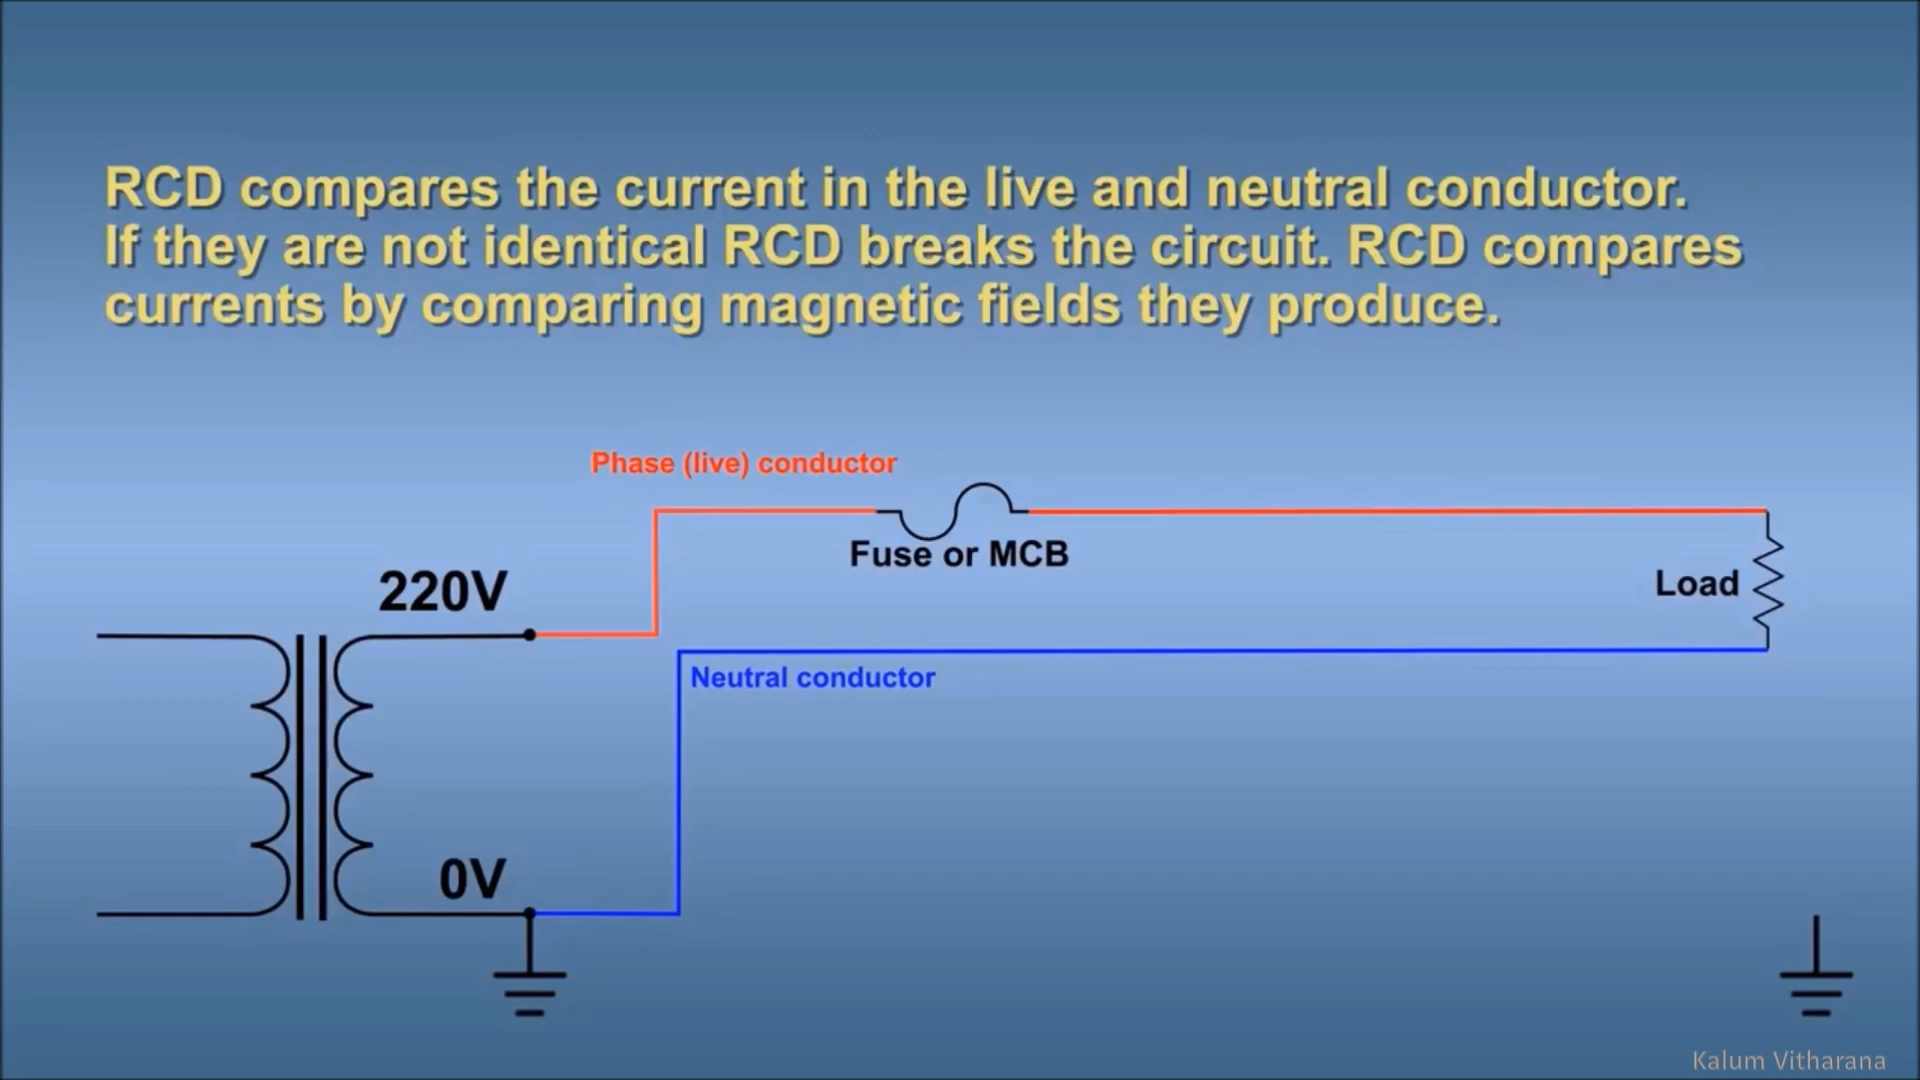 RCD compares the current in the live and neutral conductor.
If they are not identical RCD breaks the circuit. RCD compares
currents by comparing magnetic fields they produce.
Phase (live) conductor
Fuse or MCB
220V
Load
Neutral conductor
0V
Kalum Vitharana